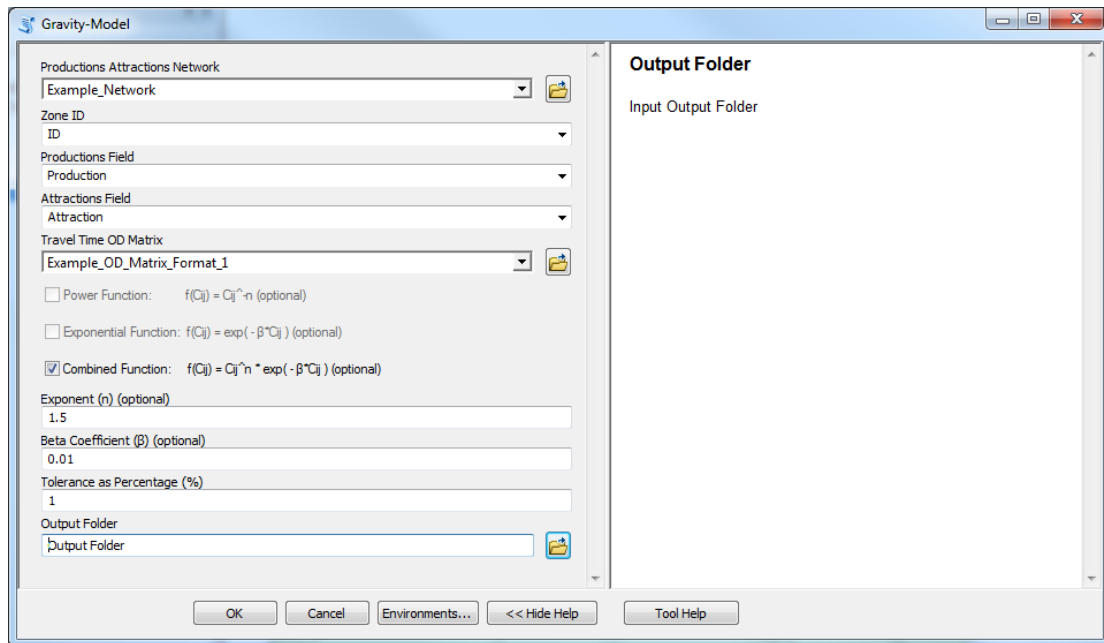 Gravity-Model
Productions Attractions Network
Example_Network
Zone ID
ID
Productions Field
Production
Attractions Field
Attraction
Travel Time OD Matrix
Example_OD_Matrix_Format_1
Power Function: f(Cij) = Cij^-n (optional)
Exponential Function: f(Cij) = exp( - β*Cij ) (optional)
Combined Function: f(Cij) = Cij^n * exp( - β*Cij ) (optional)
Exponent (n) (optional)
1.5
Beta Coefficient (β) (optional)
0.01
Tolerance as Percentage (%)
1
Output Folder
Output Folder
Output Folder
Input Output Folder
OK Cancel Environments... << Hide Help Tool Help